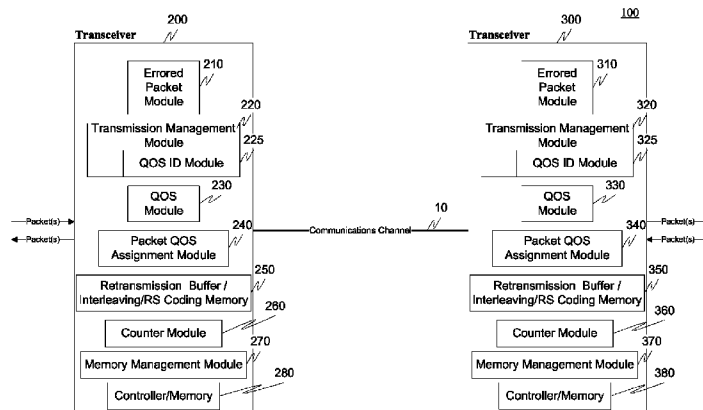 100
200
Transceiver
210
Errored
Packet
Module
220
Transmission Management
Module
225
QOS ID Module
230
QOS
Module
Packet(s)
Packet(s)
240
Packet QOS
Assignment Module
250
Retransmission Buffer /
Interleaving/RS Coding Memory
260
Counter Module
270
Memory Management Module
280
Controller/Memory
10
Communications Channel
300
Transceiver
310
Errored
Packet
Module
320
Transmission Management
Module
325
QOS ID Module
330
QOS
Module
Packet(s)
Packet(s)
340
Packet QOS
Assignment Module
350
Retransmission Buffer /
Interleaving/RS Coding Memory
360
Counter Module
370
Memory Management Module
380
Controller/Memory